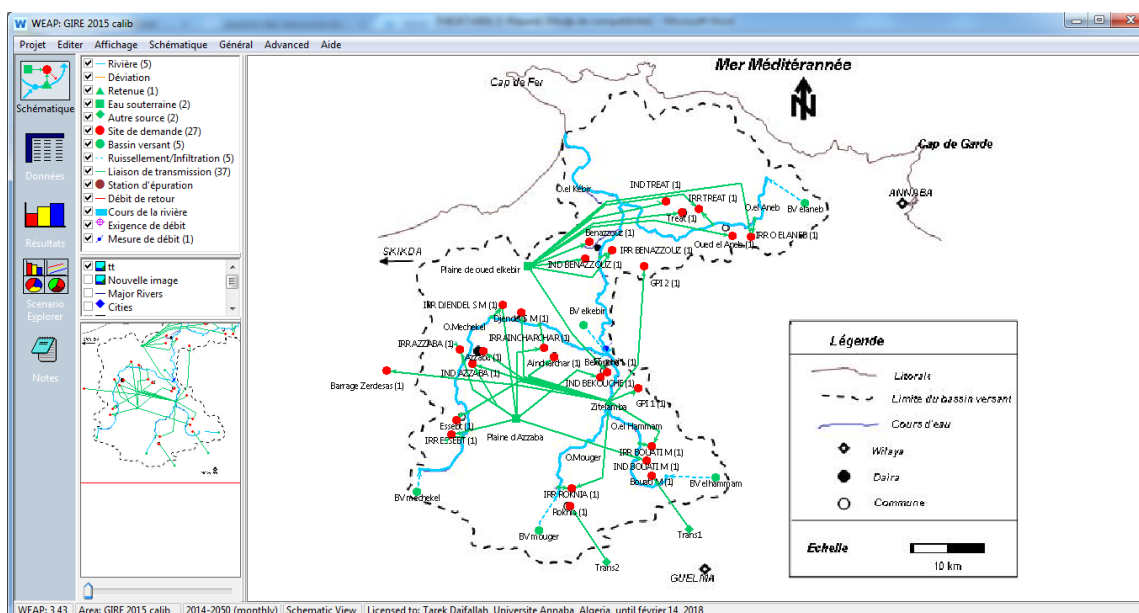 WEAP: GIRE 2015 calib
Projet Editer Affichage Schématique Général Advanced Aide
Schématique
Données
Résultats
Scenario
Explorer
Notes
Rivière (5)
Déviation
Retenue (1)
Eau souterraine (2)
Autre source (2)
Site de demande (27)
Bassin versant (5)
Ruissellement/Infiltration (5)
Liaison de transmission (37)
Station d'épuration
Débit de retour
Cours de la rivière
Exigence de débit
Mesure de débit (1)
tt
Nouvelle image
Major Rivers
Cities
Mer Méditérannée
Cap de Fer
N
Cap de Garde
ANNABA
O.el Kébir
IND TREAT (1)
IRR TREAT (1)
Treat (1)
O.el Aneb
BV elaneb
Oued el Aneb (1)
IRR O ELANEB (1)
Benazzouz (1)
IRR BENAZZOUZ (1)
IND BENAZZOUZ (1)
SKIKDA
Plaine de oued elkebir
GPI 2 (1)
IRR DJENDEL S M (1)
Djendel S M (1)
BV elkebir
O.Mechekel
IRR AINCHARCHAR (1)
IRR AZZABA (1)
Azzaba (1)
Aincharchar (1)
IND AZZABA (1)
Barrage Zerdesas (1)
IND BEKOUCHE (1)
GPI 1 (1)
Zitelamba
Essebt (1)
IRR ESSEBT (1)
Plaine d Azzaba
O.el Hammam
O.Mouger
IRR BOUATI M (1)
IND BOUATI M (1)
Bouati M (1)
BV elhammam
BV mechekel
IRR ROKNIA (1)
Roknia (1)
BV mouger
Trans1
Trans2
GUELMA
Légende
Litorale
Limite du bassin versant
Cours d'eau
Wilaya
Daira
Commune
Echelle
10 km
WEAP: 3.43 Area: GIRE 2015 calib 2014-2050 (monthly) Schematic View Licensed to: Tarek Daifallah, Universite Annaba, Algeria, until février 14, 2018